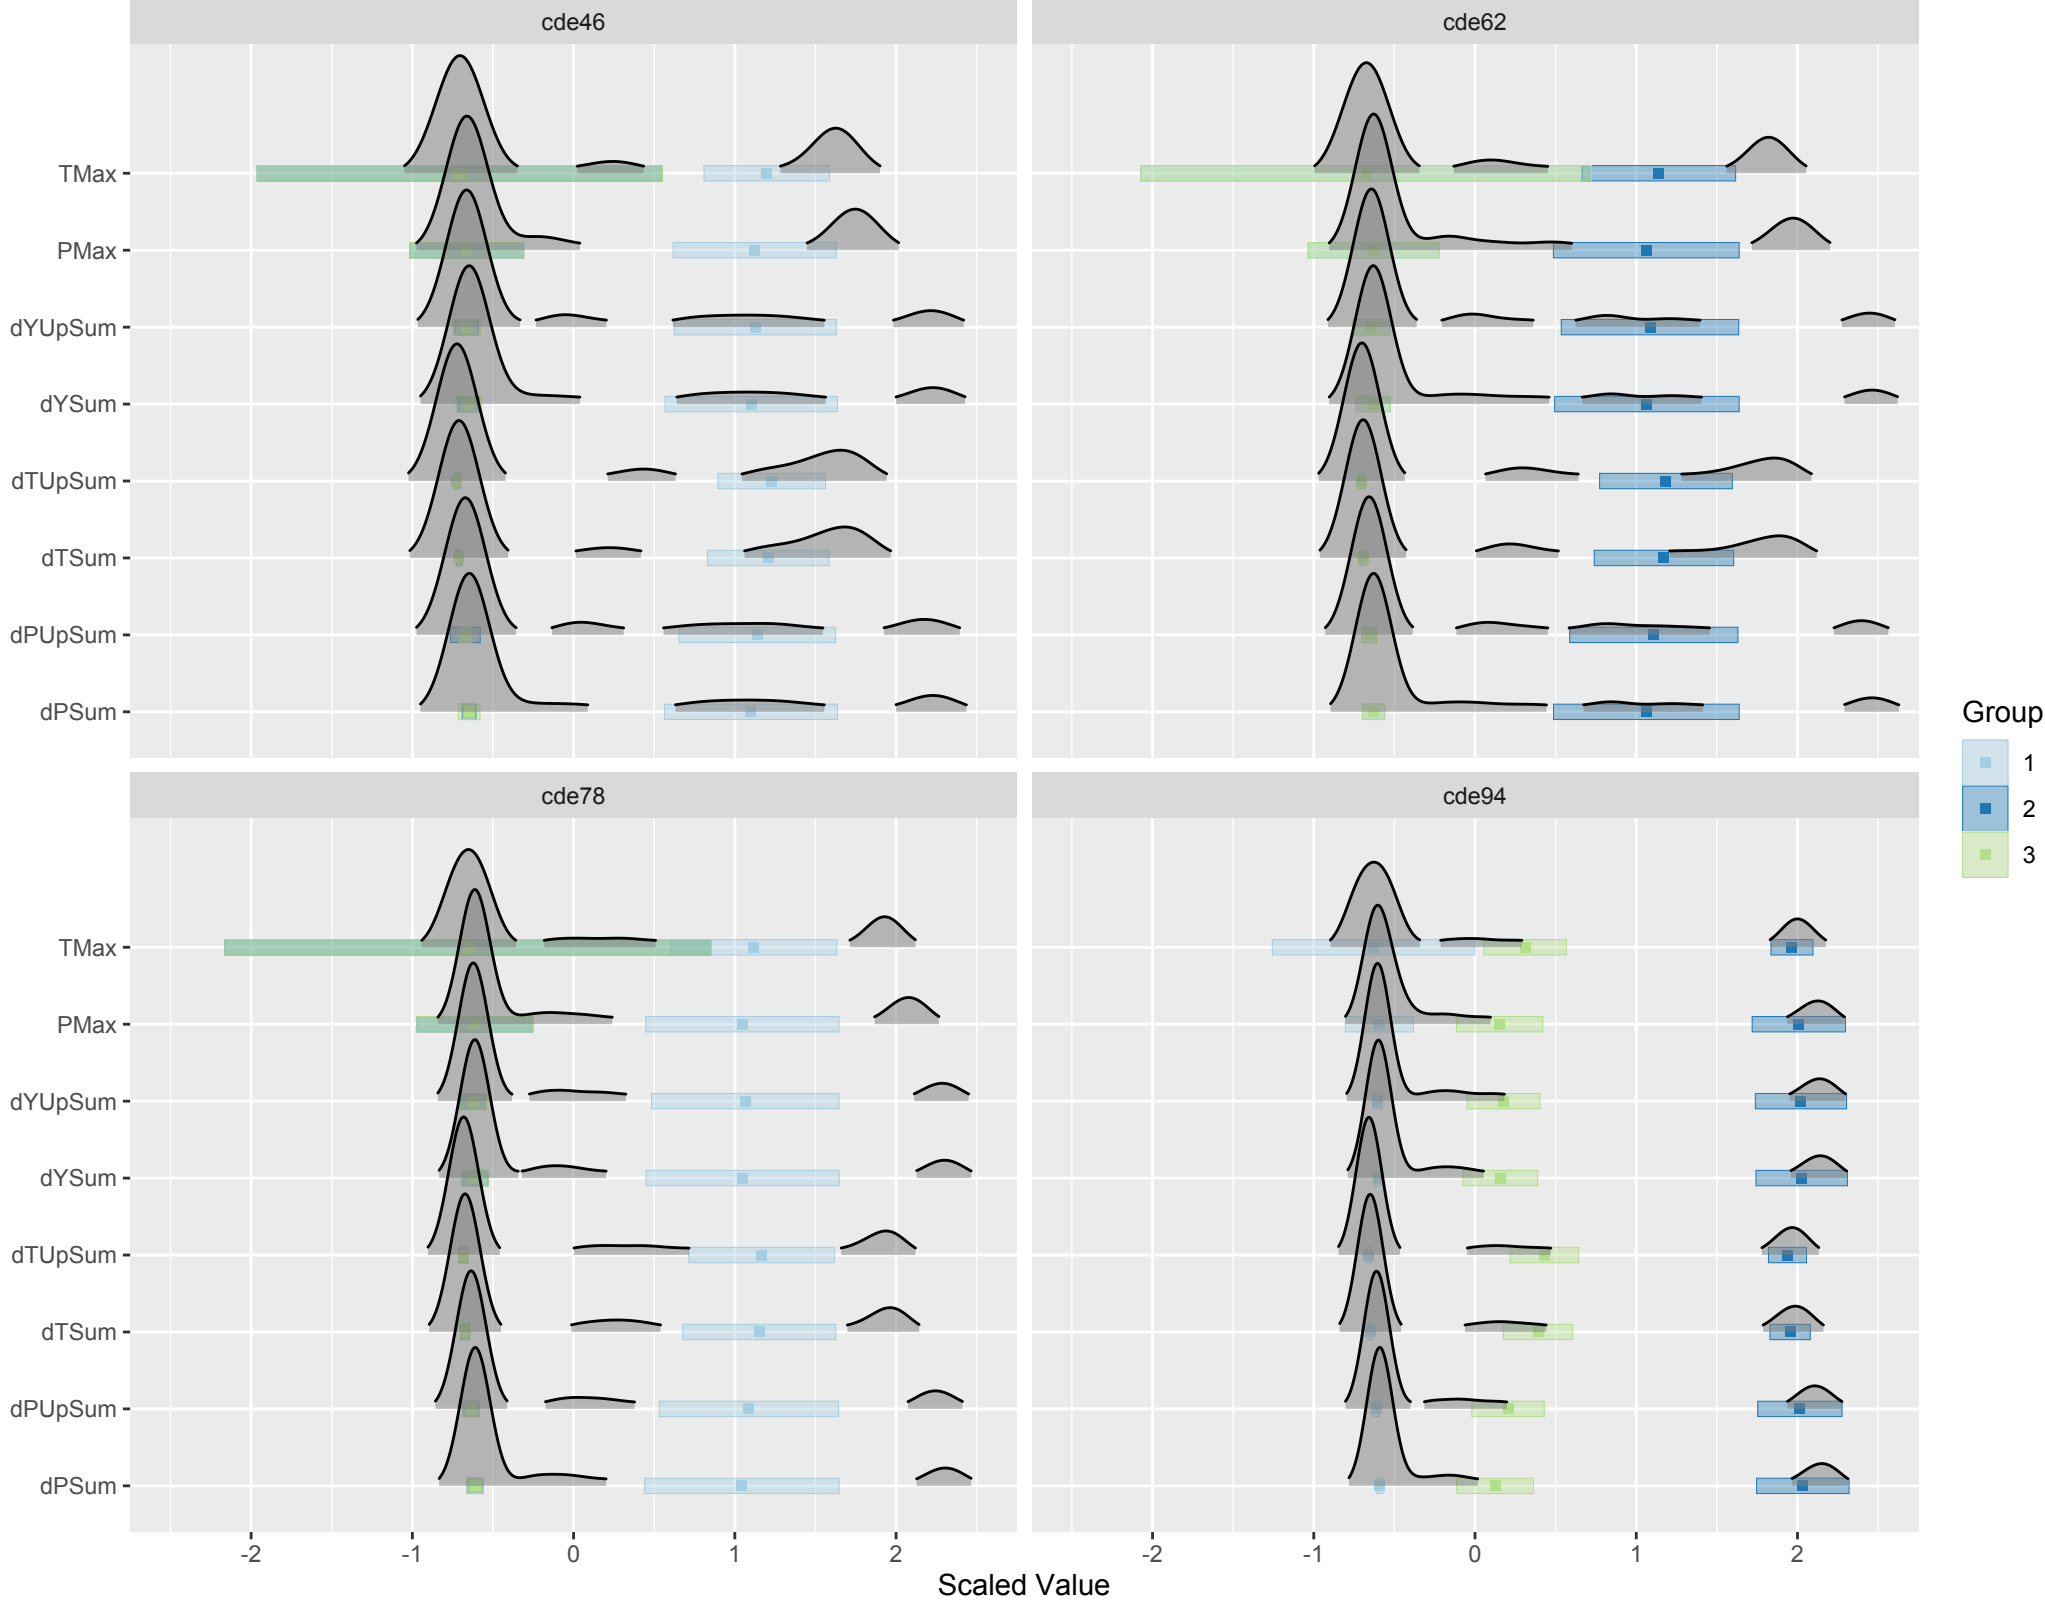 cde46
cde62
TMax
PMax
dYUpSum
dYSum
dTUpSum
dTSum
dPUpSum
dPSum
Group
1
2
3
cde78
cde94
TMax
PMax
dYUpSum
dYSum
dTUpSum
dTSum
dPUpSum
dPSum
-2 -1 0 1 2
-2 -1 0 1 2
Scaled Value